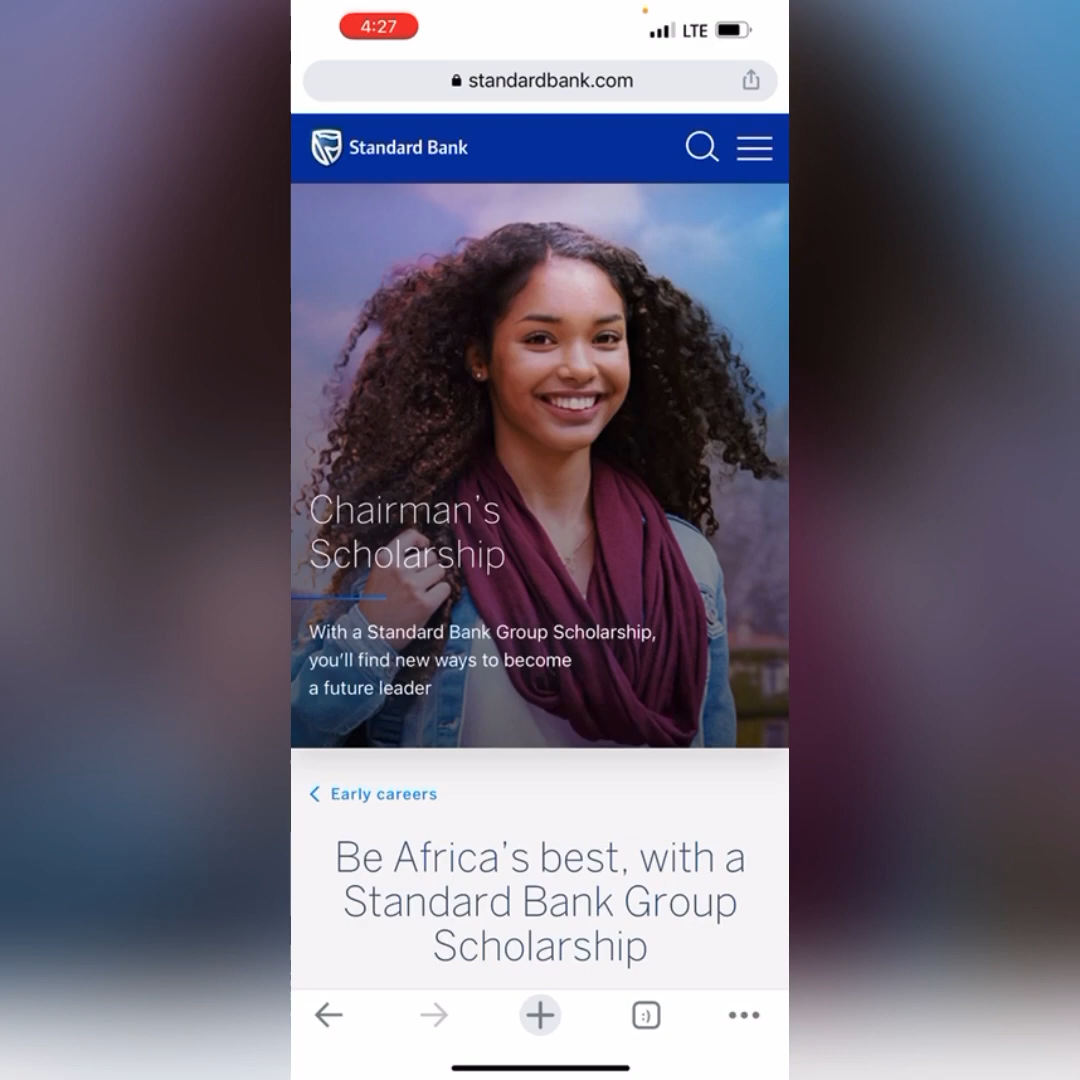 4:27
LTE
standardbank.com
Standard Bank
Chairman's
Scholarship
With a Standard Bank Group Scholarship,
you'll find new ways to become
a future leader
Early careers
Be Africa's best, with a
Standard Bank Group
Scholarship
:)